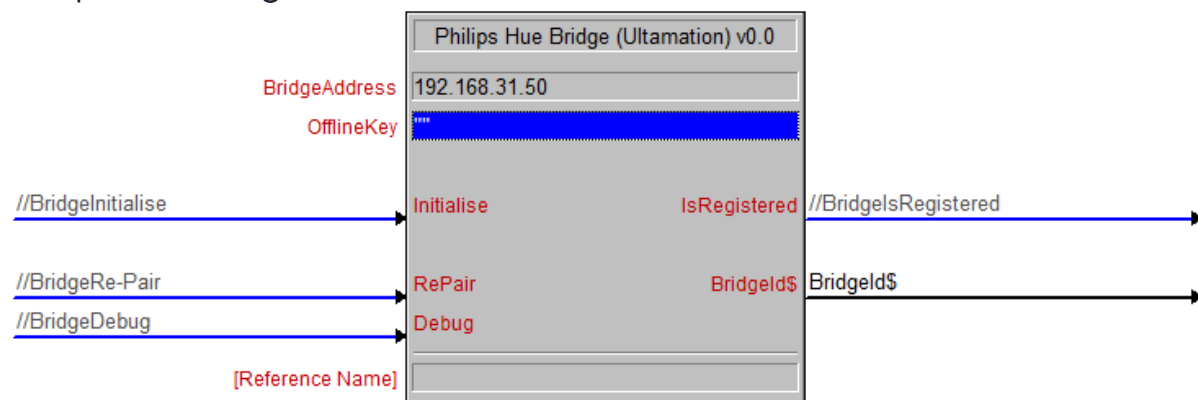 Philips Hue Bridge (Ultamation) v0.0
BridgeAddress 192.168.31.50
OfflineKey ""
//BridgeInitialise Initialise IsRegistered //BridgeIsRegistered
//BridgeRe-Pair RePair BridgeId$ BridgeId$
//BridgeDebug Debug
[Reference Name]